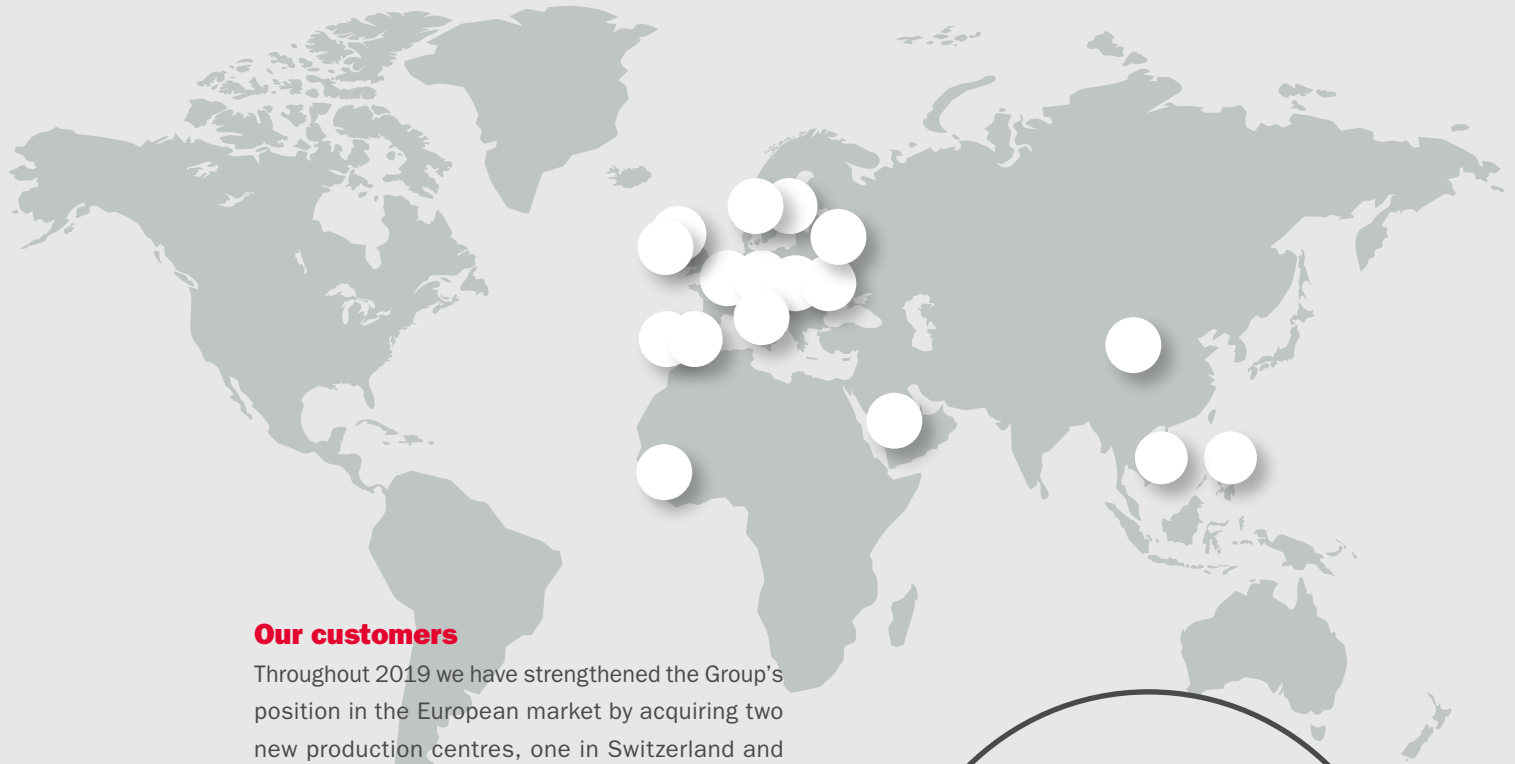 Our customers
Throughout 2019 we have strengthened the Group's
position in the European market by acquiring two
new production centres, one in Switzerland and